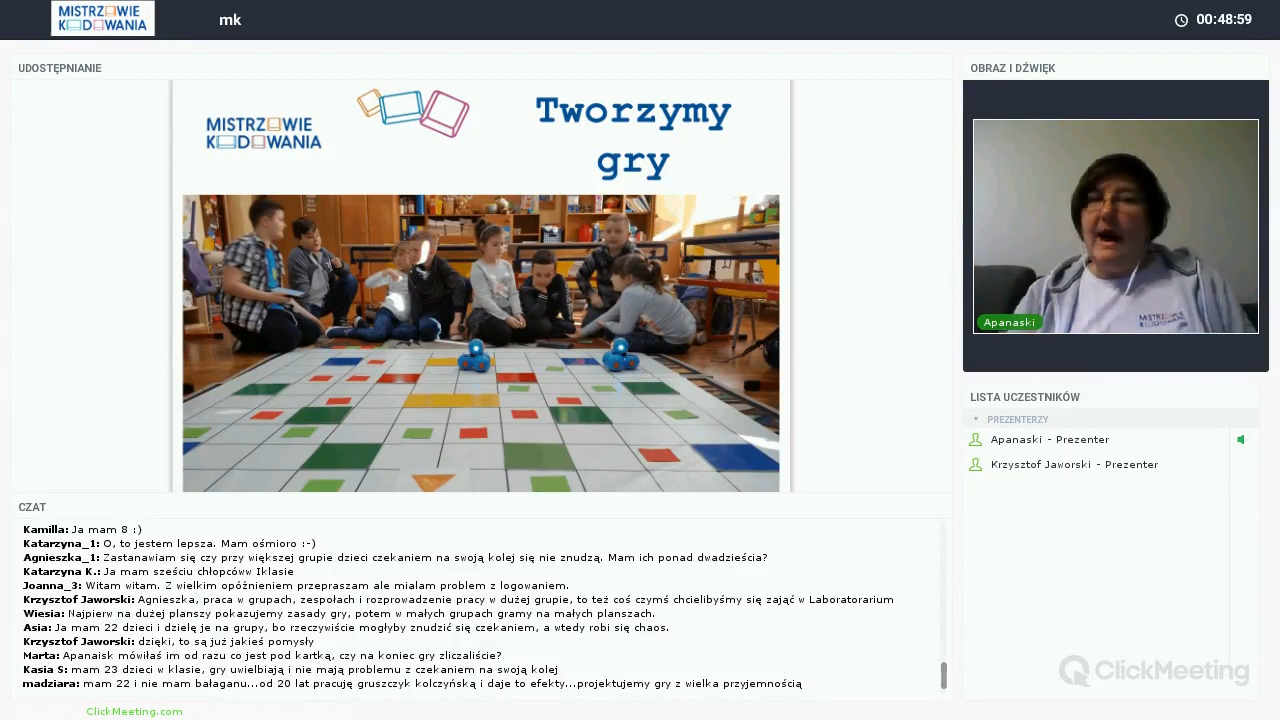 MISTRZOWIE
KODOWANIA
mk
00:48:59
UDOSTĘPNIANIE
MISTRZOWIE
KODOWANIA
Tworzymy
gry
OBRAZ I DŹWIĘK
MISTRZOWIE
KODOWANIA
Apanaski
LISTA UCZESTNIKÓW
PREZENTERZY
Apanaski - Prezenter
Krzysztof Jaworski - Prezenter
CZAT
Kamilla: Ja mam 8 :)
Katarzyna_1: O, to jestem lepsza. Mam ośmioro :-)
Agnieszka_1: Zastanawiam się czy przy większej grupie dzieci czekaniem na swoją kolej się nie znudzą. Mam ich ponad dwadzieścia?
Katarzyna K.: Ja mam sześciu chłopcóww Iklasie
Joanna_3: Witam witam. Z wielkim opóźnieniem przepraszam ale mialam problem z logowaniem.
Krzysztof Jaworski: Agnieszka, praca w grupach, zespołach i rozprowadzenie pracy w dużej grupie, to też coś czymś chcielibyśmy się zająć w Laboratorarium
Wiesia: Najpierw na dużej planszy pokazujemy zasady gry, potem w małych grupach gramy na małych planszach.
Asia: Ja mam 22 dzieci i dzielę je na grupy, bo rzeczywiście mogłyby znudzić się czekaniem, a wtedy robi się chaos.
Krzysztof Jaworski: dzięki, to są już jakieś pomysły
Marta: Apanaisk mówiłaś im od razu co jest pod kartką, czy na koniec gry zliczaliście?
Kasia S: mam 23 dzieci w klasie, gry uwielbiają i nie mają problemu z czekaniem na swoją kolej
madziara: mam 22 i nie mam bałaganu...od 20 lat pracuję gruszczyk kolczyńską i daje to efekty...projektujemy gry z wielka przyjemnością
ClickMeeting
ClickMeeting.com